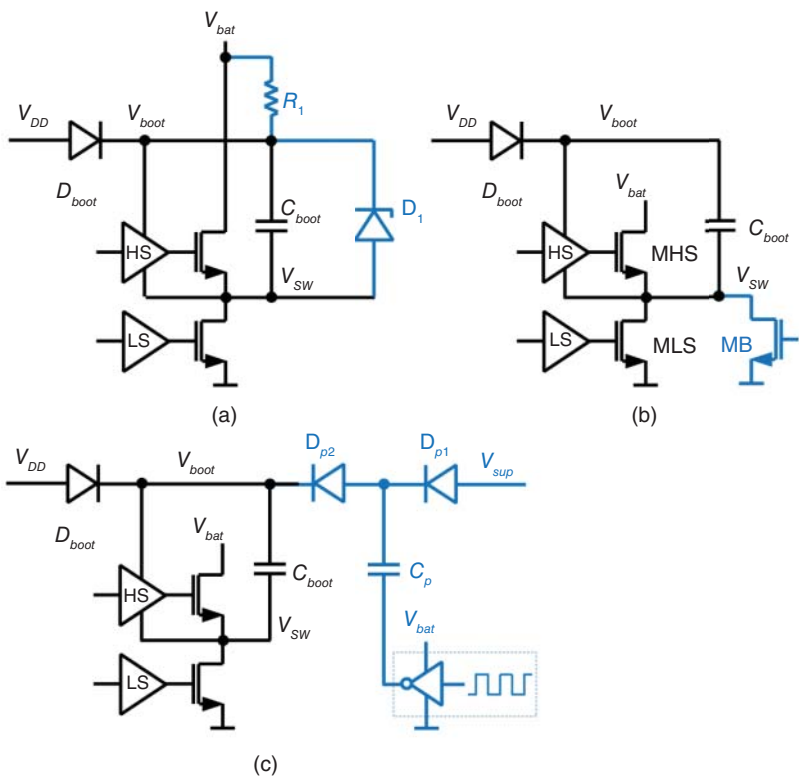 V_bat
R_1
V_DD
V_boot
D_boot
C_boot
D_1
HS
V_SW
LS
(a)
V_DD
V_boot
D_boot
V_bat
HS
MHS
C_boot
V_SW
LS
MLS
MB
(b)
V_DD
V_boot
D_p2
D_p1
V_sup
D_boot
V_bat
HS
C_boot
C_p
V_SW
V_bat
LS
(c)